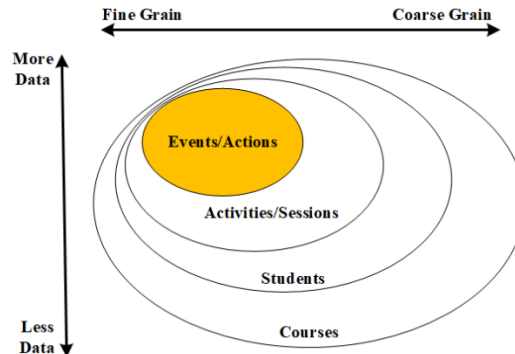 Fine Grain
Coarse Grain
More
Data
Events/Actions
Activities/Sessions
Students
Courses
Less
Data